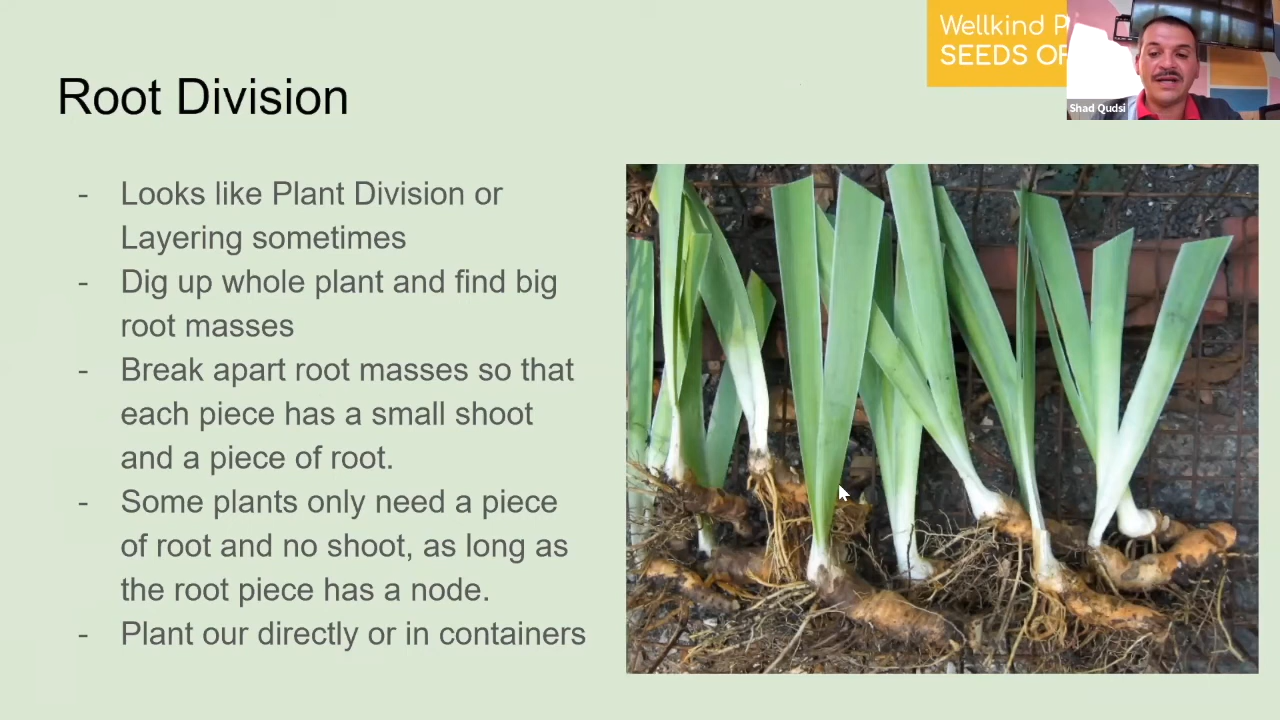 Wellkind P
SEEDS OF
Shad Qudsi
Root Division
- Looks like Plant Division or
Layering sometimes
- Dig up whole plant and find big
root masses
- Break apart root masses so that
each piece has a small shoot
and a piece of root.
- Some plants only need a piece
of root and no shoot, as long as
the root piece has a node.
- Plant our directly or in containers